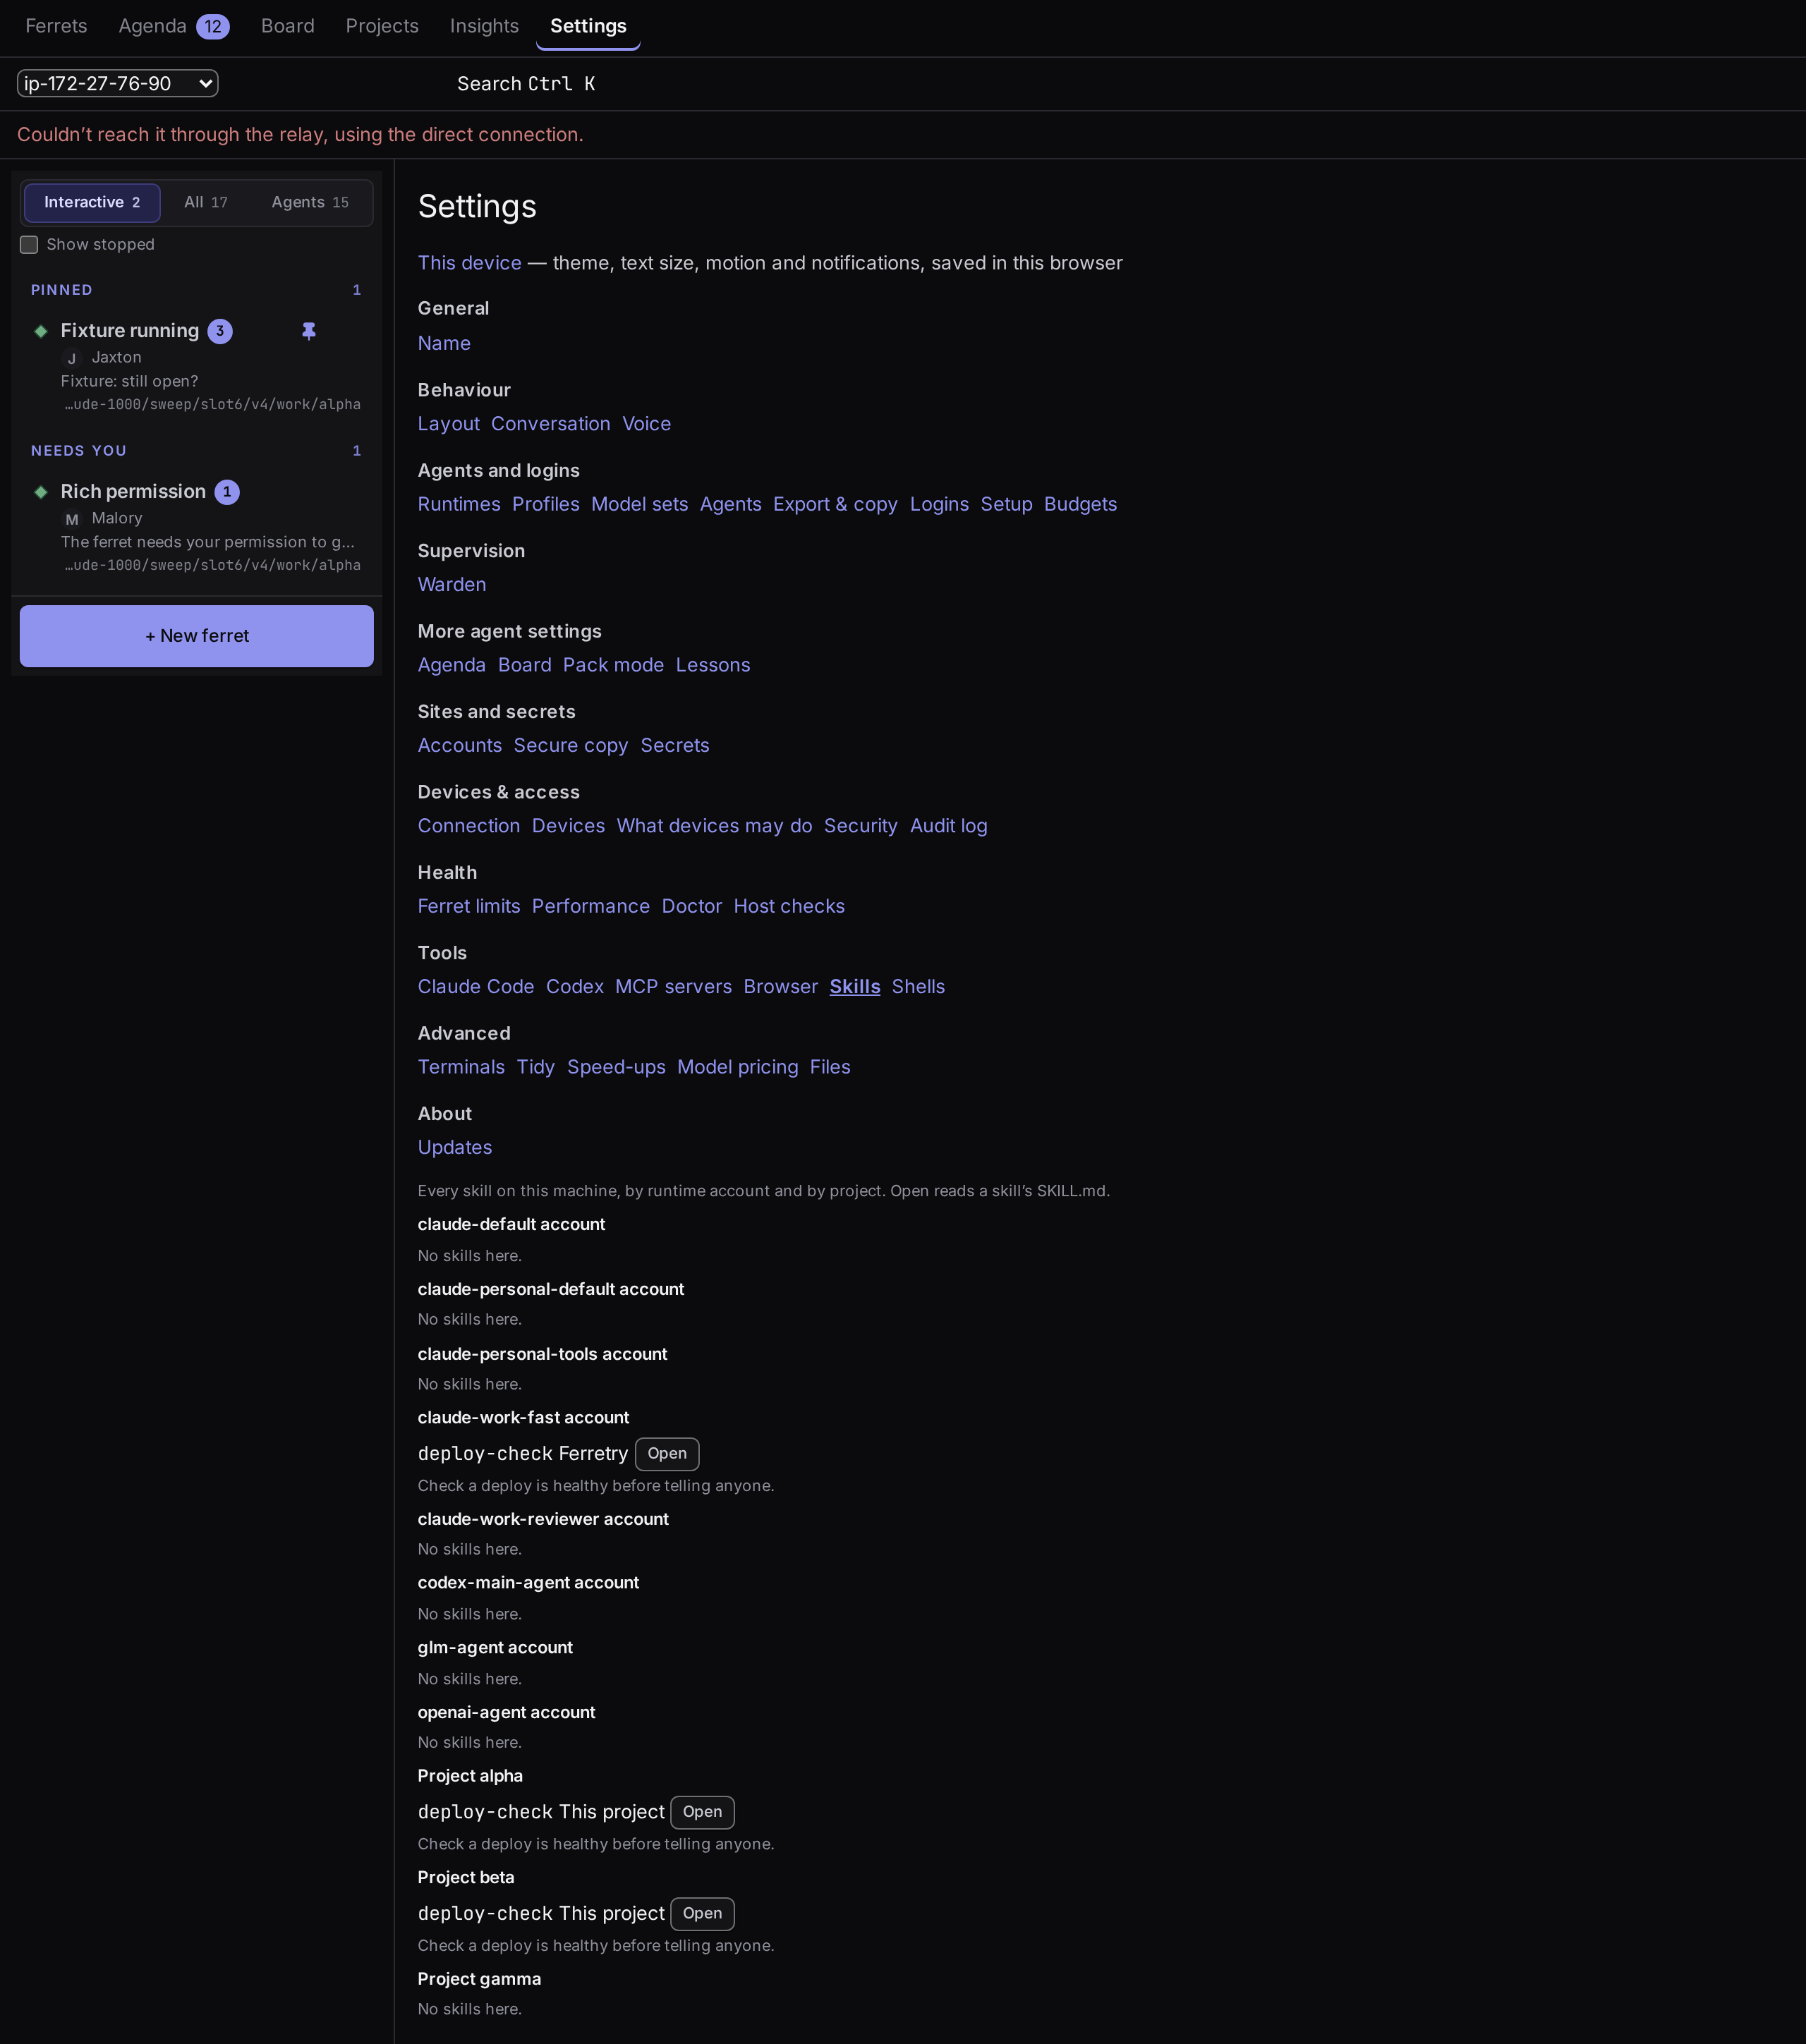 Ferrets Agenda 12 Board Projects Insights Settings
ip-172-27-76-90 Search Ctrl K
Couldn’t reach it through the relay, using the direct connection.
Interactive 2 All 17 Agents 15
Show stopped
PINNED 1
Fixture running 3
J Jaxton
Fixture: still open?
…ude-1000/sweep/slot6/v4/work/alpha
NEEDS YOU 1
Rich permission 1
M Malory
The ferret needs your permission to g…
…ude-1000/sweep/slot6/v4/work/alpha
+ New ferret
Settings
This device — theme, text size, motion and notifications, saved in this browser
General
Name
Behaviour
Layout Conversation Voice
Agents and logins
Runtimes Profiles Model sets Agents Export & copy Logins Setup Budgets
Supervision
Warden
More agent settings
Agenda Board Pack mode Lessons
Sites and secrets
Accounts Secure copy Secrets
Devices & access
Connection Devices What devices may do Security Audit log
Health
Ferret limits Performance Doctor Host checks
Tools
Claude Code Codex MCP servers Browser Skills Shells
Advanced
Terminals Tidy Speed-ups Model pricing Files
About
Updates
Every skill on this machine, by runtime account and by project. Open reads a skill’s SKILL.md.
claude-default account
No skills here.
claude-personal-default account
No skills here.
claude-personal-tools account
No skills here.
claude-work-fast account
deploy-check Ferretry Open
Check a deploy is healthy before telling anyone.
claude-work-reviewer account
No skills here.
codex-main-agent account
No skills here.
glm-agent account
No skills here.
openai-agent account
No skills here.
Project alpha
deploy-check This project Open
Check a deploy is healthy before telling anyone.
Project beta
deploy-check This project Open
Check a deploy is healthy before telling anyone.
Project gamma
No skills here.